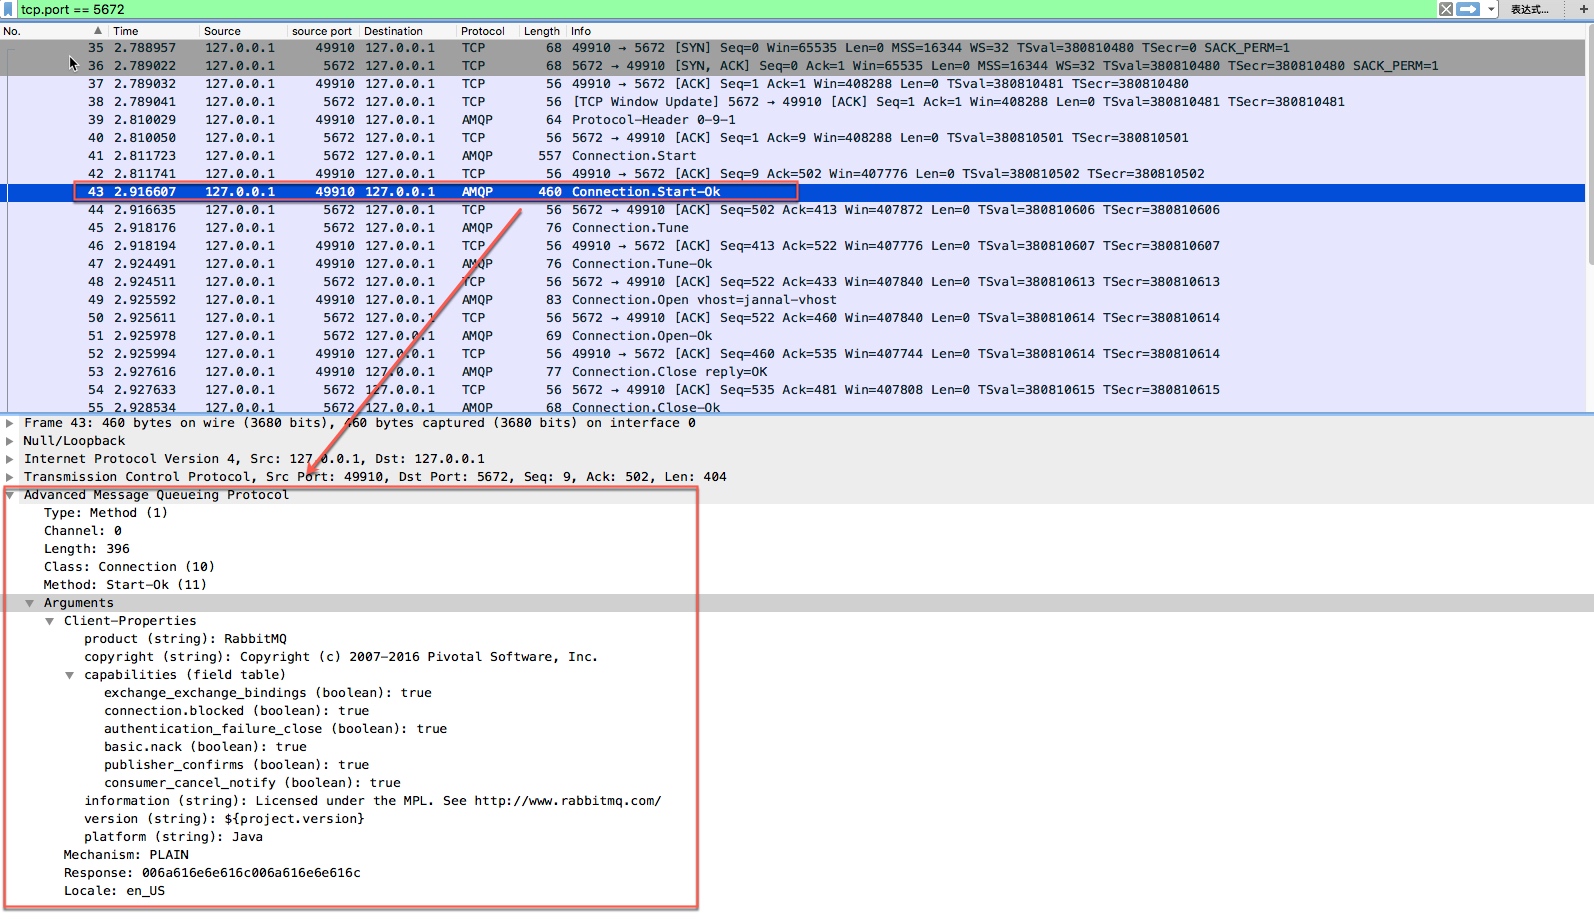 tcp.port == 5672 表达式… +
No. Time Source source port Destination Protocol Length Info
35 2.788957 127.0.0.1 49910 127.0.0.1 TCP 68 49910 → 5672 [SYN] Seq=0 Win=65535 Len=0 MSS=16344 WS=32 TSval=380810480 TSecr=0 SACK_PERM=1
36 2.789022 127.0.0.1 5672 127.0.0.1 TCP 68 5672 → 49910 [SYN, ACK] Seq=0 Ack=1 Win=65535 Len=0 MSS=16344 WS=32 TSval=380810480 TSecr=380810480 SACK_PERM=1
37 2.789032 127.0.0.1 49910 127.0.0.1 TCP 56 49910 → 5672 [ACK] Seq=1 Ack=1 Win=408288 Len=0 TSval=380810481 TSecr=380810480
38 2.789041 127.0.0.1 5672 127.0.0.1 TCP 56 [TCP Window Update] 5672 → 49910 [ACK] Seq=1 Ack=1 Win=408288 Len=0 TSval=380810481 TSecr=380810481
39 2.810029 127.0.0.1 49910 127.0.0.1 AMQP 64 Protocol-Header 0-9-1
40 2.810050 127.0.0.1 5672 127.0.0.1 TCP 56 5672 → 49910 [ACK] Seq=1 Ack=9 Win=408288 Len=0 TSval=380810501 TSecr=380810501
41 2.811723 127.0.0.1 5672 127.0.0.1 AMQP 557 Connection.Start
42 2.811741 127.0.0.1 49910 127.0.0.1 TCP 56 49910 → 5672 [ACK] Seq=9 Ack=502 Win=407776 Len=0 TSval=380810502 TSecr=380810502
43 2.916607 127.0.0.1 49910 127.0.0.1 AMQP 460 Connection.Start-Ok
44 2.916635 127.0.0.1 5672 127.0.0.1 TCP 56 5672 → 49910 [ACK] Seq=502 Ack=413 Win=407872 Len=0 TSval=380810606 TSecr=380810606
45 2.918176 127.0.0.1 5672 127.0.0.1 AMQP 76 Connection.Tune
46 2.918194 127.0.0.1 49910 127.0.0.1 TCP 56 49910 → 5672 [ACK] Seq=413 Ack=522 Win=407776 Len=0 TSval=380810607 TSecr=380810607
47 2.924491 127.0.0.1 49910 127.0.0.1 AMQP 76 Connection.Tune-Ok
48 2.924511 127.0.0.1 5672 127.0.0.1 TCP 56 5672 → 49910 [ACK] Seq=522 Ack=433 Win=407840 Len=0 TSval=380810613 TSecr=380810613
49 2.925592 127.0.0.1 49910 127.0.0.1 AMQP 83 Connection.Open vhost=jannal-vhost
50 2.925611 127.0.0.1 5672 127.0.0.1 TCP 56 5672 → 49910 [ACK] Seq=522 Ack=460 Win=407840 Len=0 TSval=380810614 TSecr=380810614
51 2.925978 127.0.0.1 5672 127.0.0.1 AMQP 69 Connection.Open-Ok
52 2.925994 127.0.0.1 49910 127.0.0.1 TCP 56 49910 → 5672 [ACK] Seq=460 Ack=535 Win=407744 Len=0 TSval=380810614 TSecr=380810614
53 2.927616 127.0.0.1 49910 127.0.0.1 AMQP 77 Connection.Close reply=OK
54 2.927633 127.0.0.1 5672 127.0.0.1 TCP 56 5672 → 49910 [ACK] Seq=535 Ack=481 Win=407808 Len=0 TSval=380810615 TSecr=380810615
55 2.928534 127.0.0.1 5672 127.0.0.1 AMQP 68 Connection.Close-Ok
Frame 43: 460 bytes on wire (3680 bits), 460 bytes captured (3680 bits) on interface 0
Null/Loopback
Internet Protocol Version 4, Src: 127.0.0.1, Dst: 127.0.0.1
Transmission Control Protocol, Src Port: 49910, Dst Port: 5672, Seq: 9, Ack: 502, Len: 404
Advanced Message Queueing Protocol
Type: Method (1)
Channel: 0
Length: 396
Class: Connection (10)
Method: Start-Ok (11)
Arguments
Client-Properties
product (string): RabbitMQ
copyright (string): Copyright (c) 2007-2016 Pivotal Software, Inc.
capabilities (field table)
exchange_exchange_bindings (boolean): true
connection.blocked (boolean): true
authentication_failure_close (boolean): true
basic.nack (boolean): true
publisher_confirms (boolean): true
consumer_cancel_notify (boolean): true
information (string): Licensed under the MPL. See http://www.rabbitmq.com/
version (string): ${project.version}
platform (string): Java
Mechanism: PLAIN
Response: 006a616e6e616c006a616e6e616c
Locale: en_US